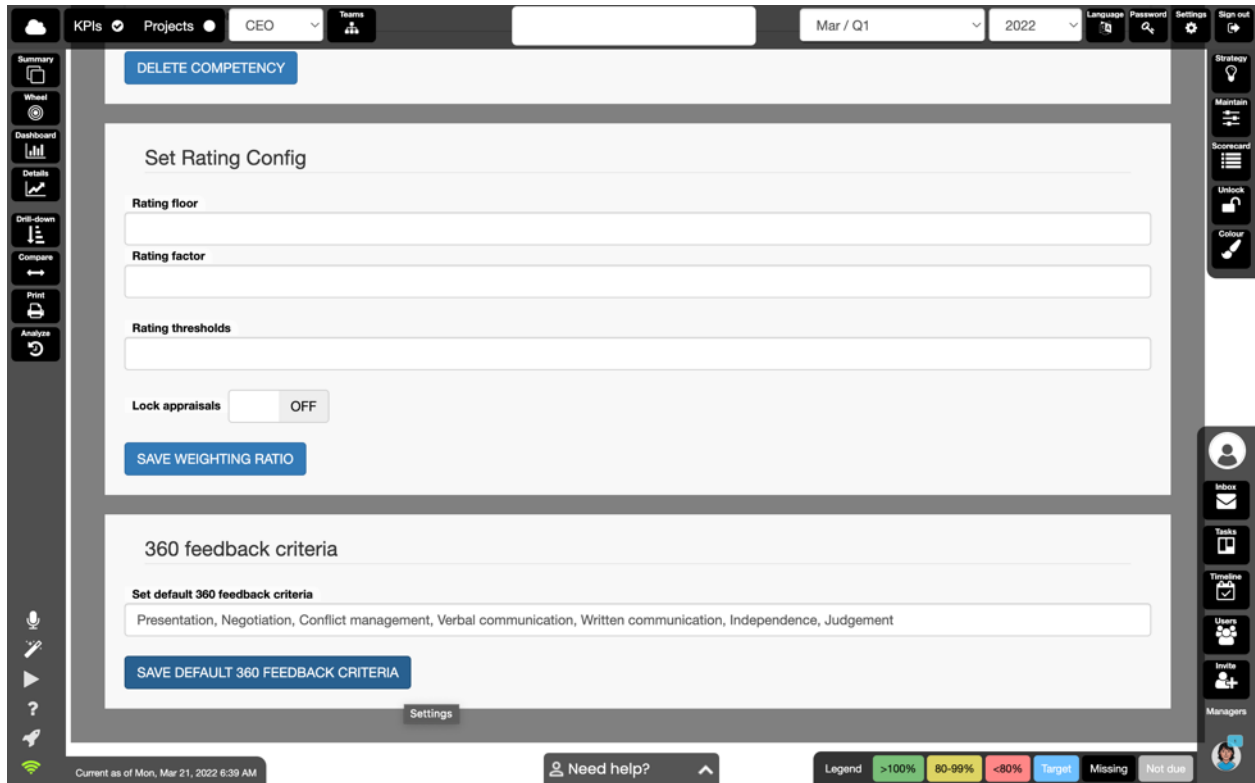 KPIs Projects CEO Teams Mar / Q1 2022 Language Password Settings Sign out
Summary
Wheel
Dashboard
Details
Drill-down
Compare
Print
Analyze
DELETE COMPETENCY
Set Rating Config
Rating floor
Rating factor
Rating thresholds
Lock appraisals OFF
SAVE WEIGHTING RATIO
360 feedback criteria
Set default 360 feedback criteria
Presentation, Negotiation, Conflict management, Verbal communication, Written communication, Independence, Judgement
SAVE DEFAULT 360 FEEDBACK CRITERIA
Settings
Strategy
Maintain
Scorecard
Unlock
Colour
Inbox
Tasks
Timeline
Users
Invite
Managers
?
Current as of Mon, Mar 21, 2022 6:39 AM
Need help?
Legend >100% 80-99% <80% Target Missing Not due